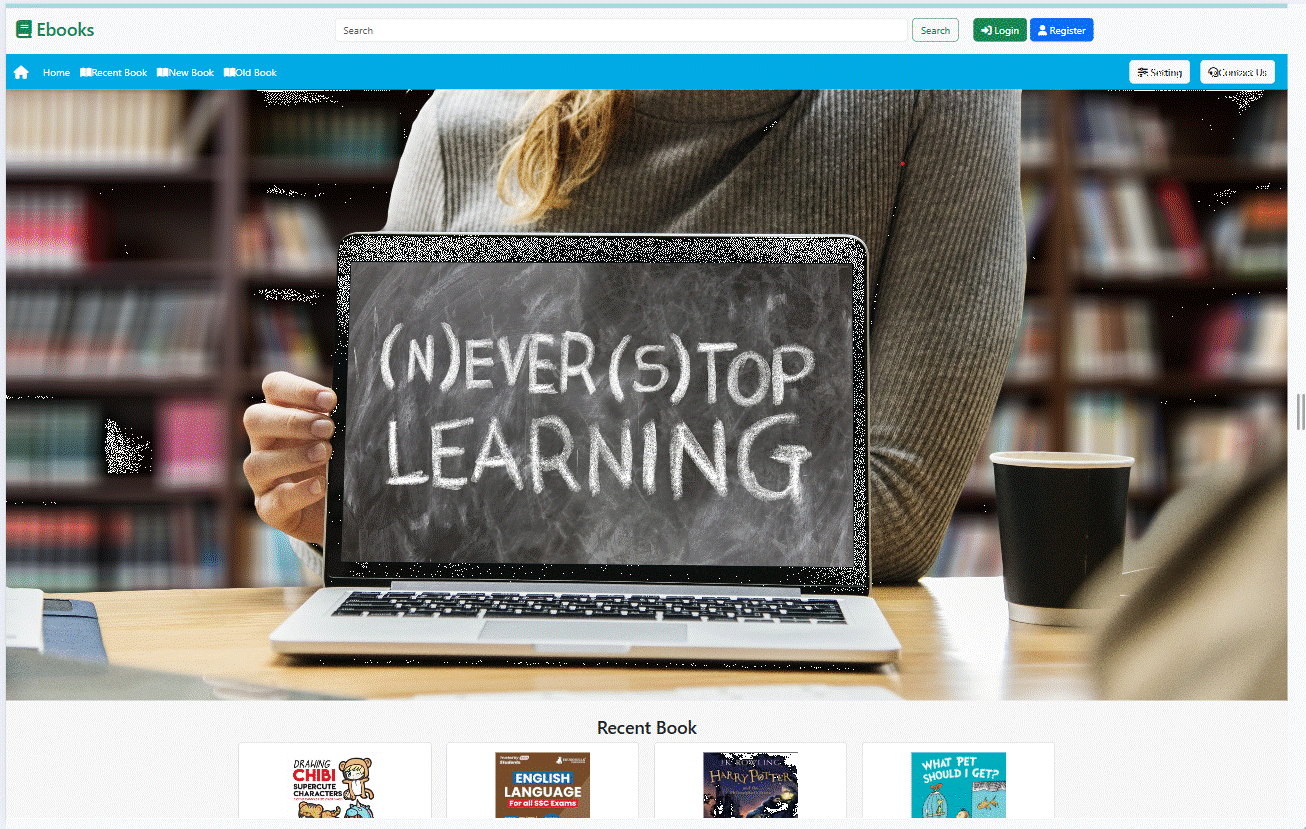 Ebooks
Search
Search
Login
Register
Home
Recent Book
New Book
Old Book
Setting
Contact Us
(N)EVER (S)TOP
LEARNING
Recent Book
DRAWING
CHIBI
SUPERCUTE
CHARACTERS
Students
ENGLISH
LANGUAGE
For all SSC Exams
J.K. ROWLING
HARRY POTTER
WHAT PET
SHOULD I GET?